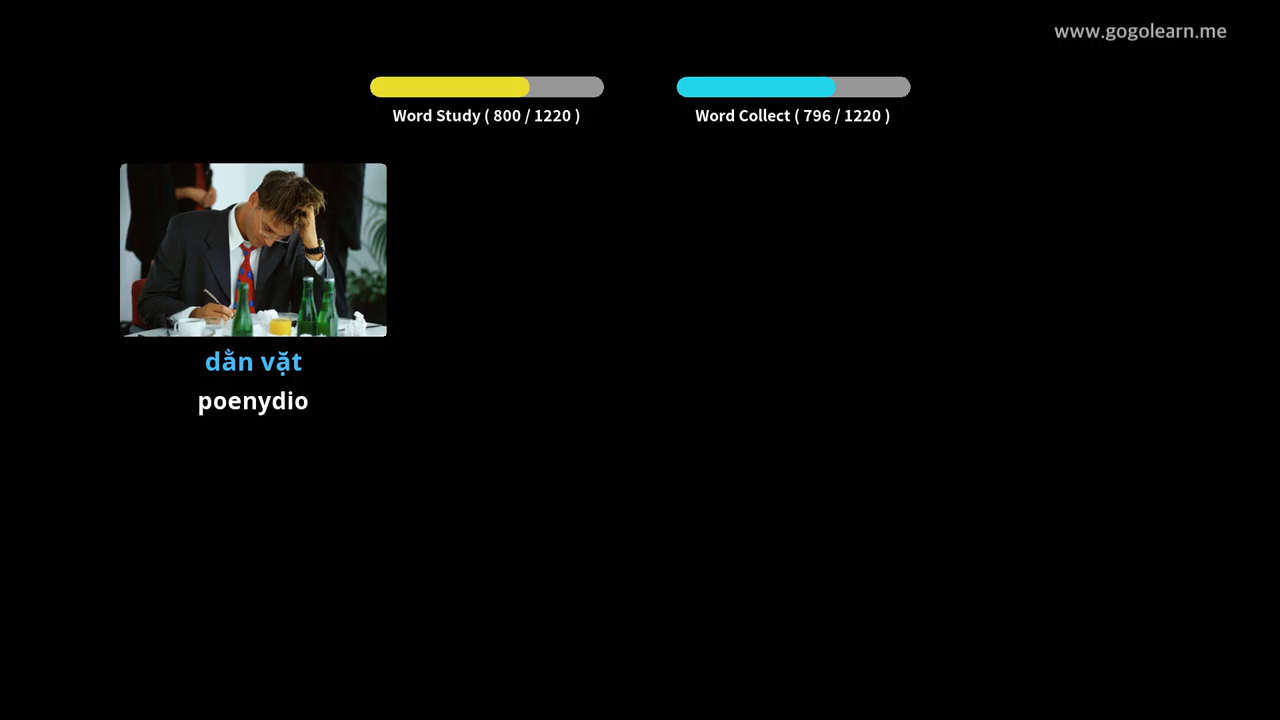 www.gogolearn.me
Word Study ( 800 / 1220 )
Word Collect ( 796 / 1220 )
dằn vặt
poenydio